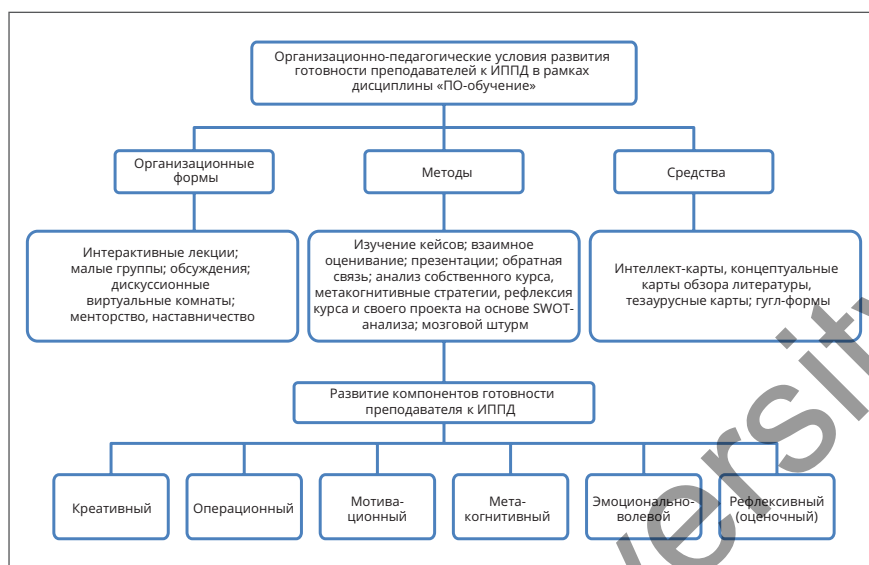 Организационно-педагогические условия развития
готовности преподавателей к ИППД в рамках
дисциплины «ПО-обучение»
Организационные
формы
Методы
Средства
Интерактивные лекции;
малые группы; обсуждения;
дискуссионные
виртуальные комнаты;
менторство, наставничество
Изучение кейсов; взаимное
оценивание; презентации; обратная
связь; анализ собственного курса,
метакогнитивные стратегии, рефлексия
курса и своего проекта на основе SWOT-
анализа; мозговой штурм
Интеллект-карты, концептуальные
карты обзора литературы,
тезаурусные карты; гугл-формы
Развитие компонентов готовности
преподавателя к ИППД
Креативный
Операционный
Мотива-
ционный
Мета-
когнитивный
Эмоционально-
волевой
Рефлексивный
(оценочный)
versity